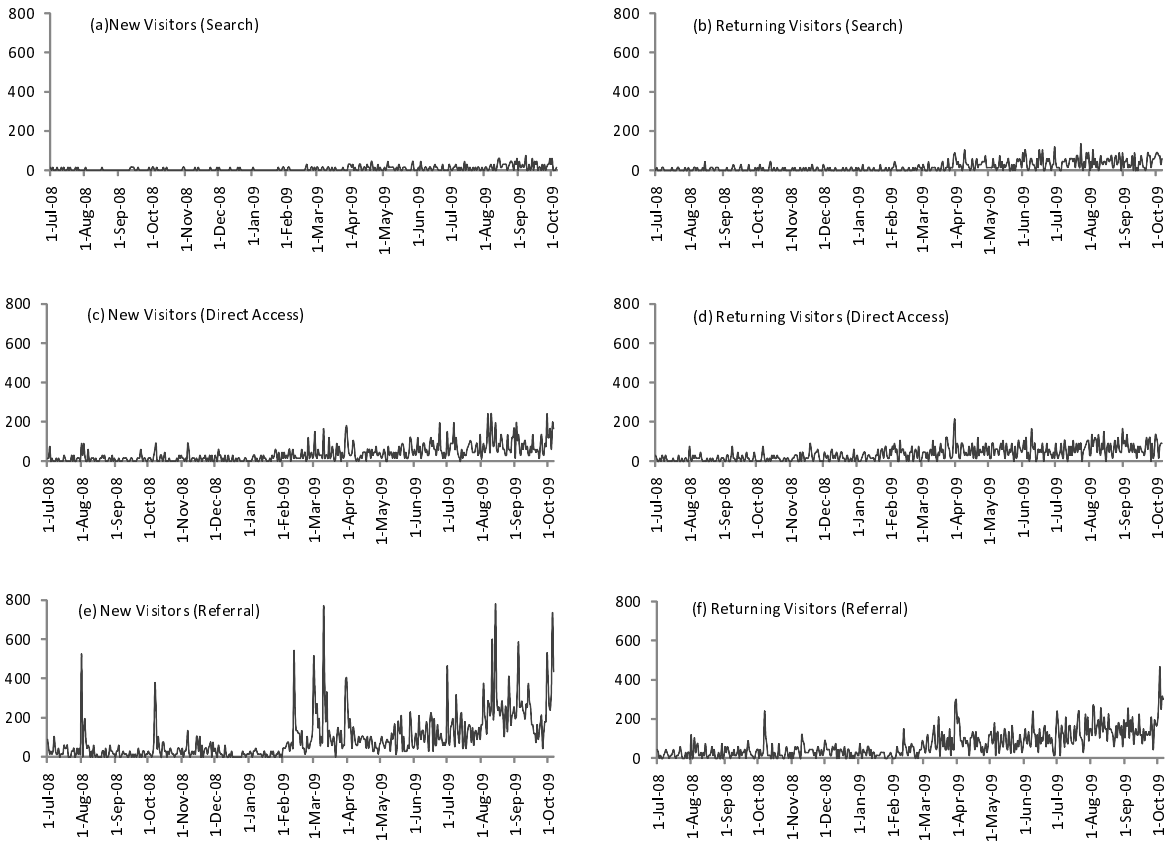 (a)New Visitors (Search)
800
600
400
200
0
1-Jul-08
1-Aug-08
1-Sep-08
1-Oct-08
1-Nov-08
1-Dec-08
1-Jan-09
1-Feb-09
1-Mar-09
1-Apr-09
1-May-09
1-Jun-09
1-Jul-09
1-Aug-09
1-Sep-09
1-Oct-09
(b) Returning Visitors (Search)
800
600
400
200
0
1-Jul-08
1-Aug-08
1-Sep-08
1-Oct-08
1-Nov-08
1-Dec-08
1-Jan-09
1-Feb-09
1-Mar-09
1-Apr-09
1-May-09
1-Jun-09
1-Jul-09
1-Aug-09
1-Sep-09
1-Oct-09
(c) New Visitors (Direct Access)
800
600
400
200
0
1-Jul-08
1-Aug-08
1-Sep-08
1-Oct-08
1-Nov-08
1-Dec-08
1-Jan-09
1-Feb-09
1-Mar-09
1-Apr-09
1-May-09
1-Jun-09
1-Jul-09
1-Aug-09
1-Sep-09
1-Oct-09
(d) Returning Visitors (Direct Access)
800
600
400
200
0
1-Jul-08
1-Aug-08
1-Sep-08
1-Oct-08
1-Nov-08
1-Dec-08
1-Jan-09
1-Feb-09
1-Mar-09
1-Apr-09
1-May-09
1-Jun-09
1-Jul-09
1-Aug-09
1-Sep-09
1-Oct-09
(e) New Visitors (Referral)
800
600
400
200
0
1-Jul-08
1-Aug-08
1-Sep-08
1-Oct-08
1-Nov-08
1-Dec-08
1-Jan-09
1-Feb-09
1-Mar-09
1-Apr-09
1-May-09
1-Jun-09
1-Jul-09
1-Aug-09
1-Sep-09
1-Oct-09
(f) Returning Visitors (Referral)
800
600
400
200
0
1-Jul-08
1-Aug-08
1-Sep-08
1-Oct-08
1-Nov-08
1-Dec-08
1-Jan-09
1-Feb-09
1-Mar-09
1-Apr-09
1-May-09
1-Jun-09
1-Jul-09
1-Aug-09
1-Sep-09
1-Oct-09